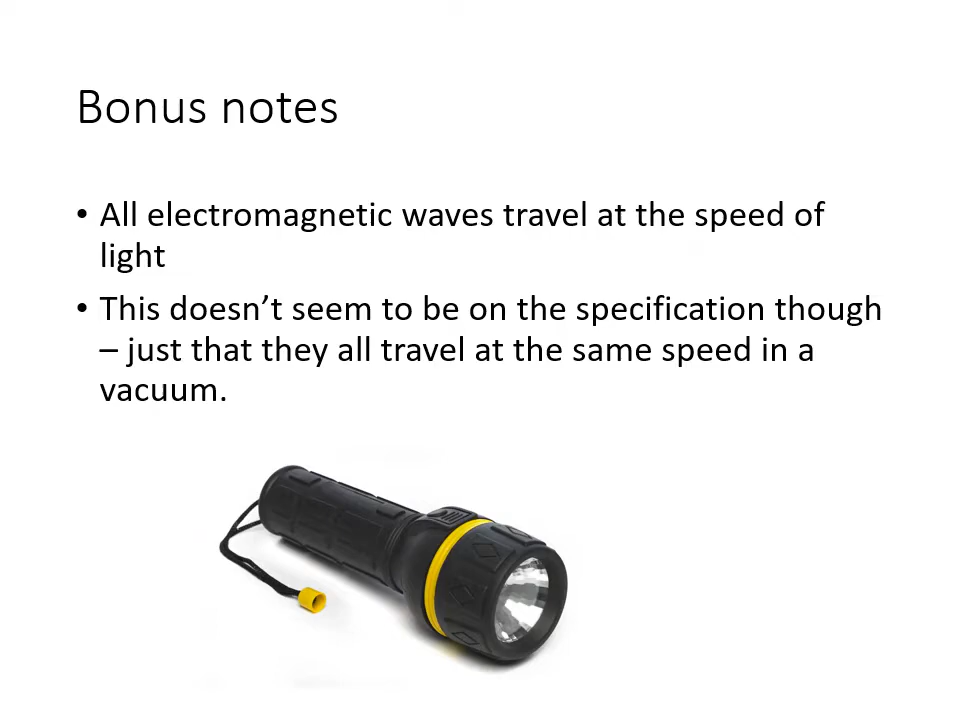 Bonus notes
• All electromagnetic waves travel at the speed of
light
• This doesn’t seem to be on the specification though
– just that they all travel at the same speed in a
vacuum.